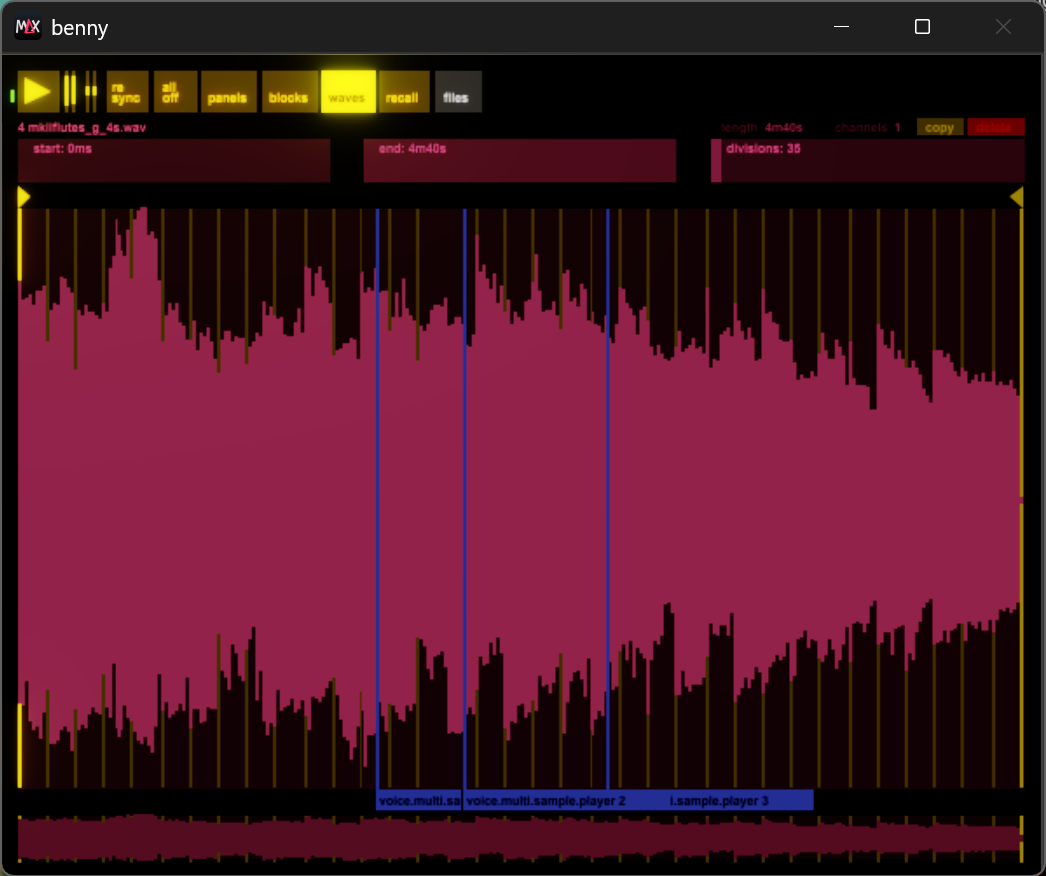 MAX benny
re sync all off panels blocks waves recall files
4 mkiiflutes_g_4s.wav length 4m40s channels 1 copy delete
start: 0ms end: 4m40s divisions: 35
voice.multi.sa voice.multi.sample.player 2 i.sample.player 3